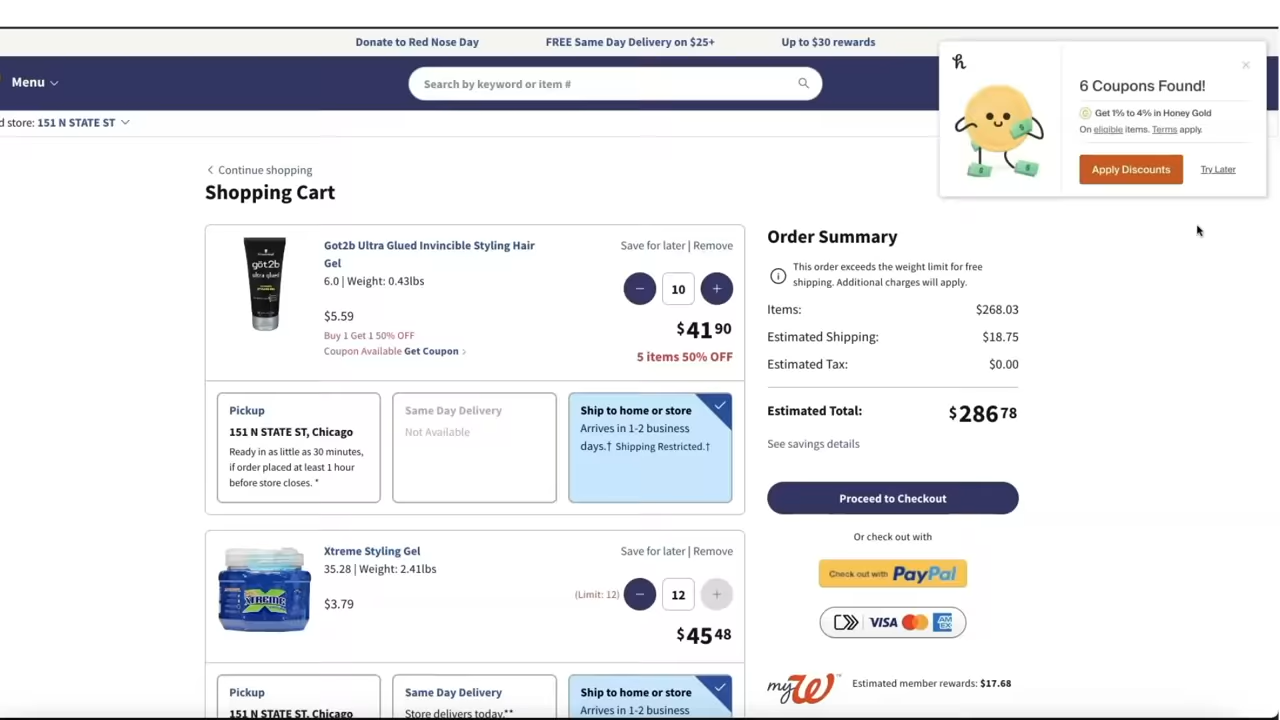 Donate to Red Nose Day FREE Same Day Delivery on $25+ Up to $30 rewards
Menu
Search by keyword or item #
d store: 151 N STATE ST
h
6 Coupons Found!
Get 1% to 4% in Honey Gold
On eligible items. Terms apply.
Apply Discounts Try Later
Continue shopping
Shopping Cart
göt2b
ultra glued
Got2b Ultra Glued Invincible Styling Hair
Gel
6.0 | Weight: 0.43lbs
$5.59
Buy 1 Get 1 50% OFF
Coupon Available Get Coupon
Save for later | Remove
10
$41 90
5 items 50% OFF
Pickup
151 N STATE ST, Chicago
Ready in as little as 30 minutes,
if order placed at least 1 hour
before store closes. *
Same Day Delivery
Not Available
Ship to home or store
Arrives in 1-2 business
days.† Shipping Restricted.†
XTREME
Xtreme Styling Gel
35.28 | Weight: 2.41lbs
$3.79
Save for later | Remove
(Limit: 12) 12
$45 48
Pickup
151 N STATE ST, Chicago
Same Day Delivery
Store delivers today.**
Ship to home or store
Arrives in 1-2 business
Order Summary
This order exceeds the weight limit for free
shipping. Additional charges will apply.
Items: $268.03
Estimated Shipping: $18.75
Estimated Tax: $0.00
Estimated Total: $286 78
See savings details
Proceed to Checkout
Or check out with
Check out with PayPal
VISA AM EX
myW Estimated member rewards: $17.68